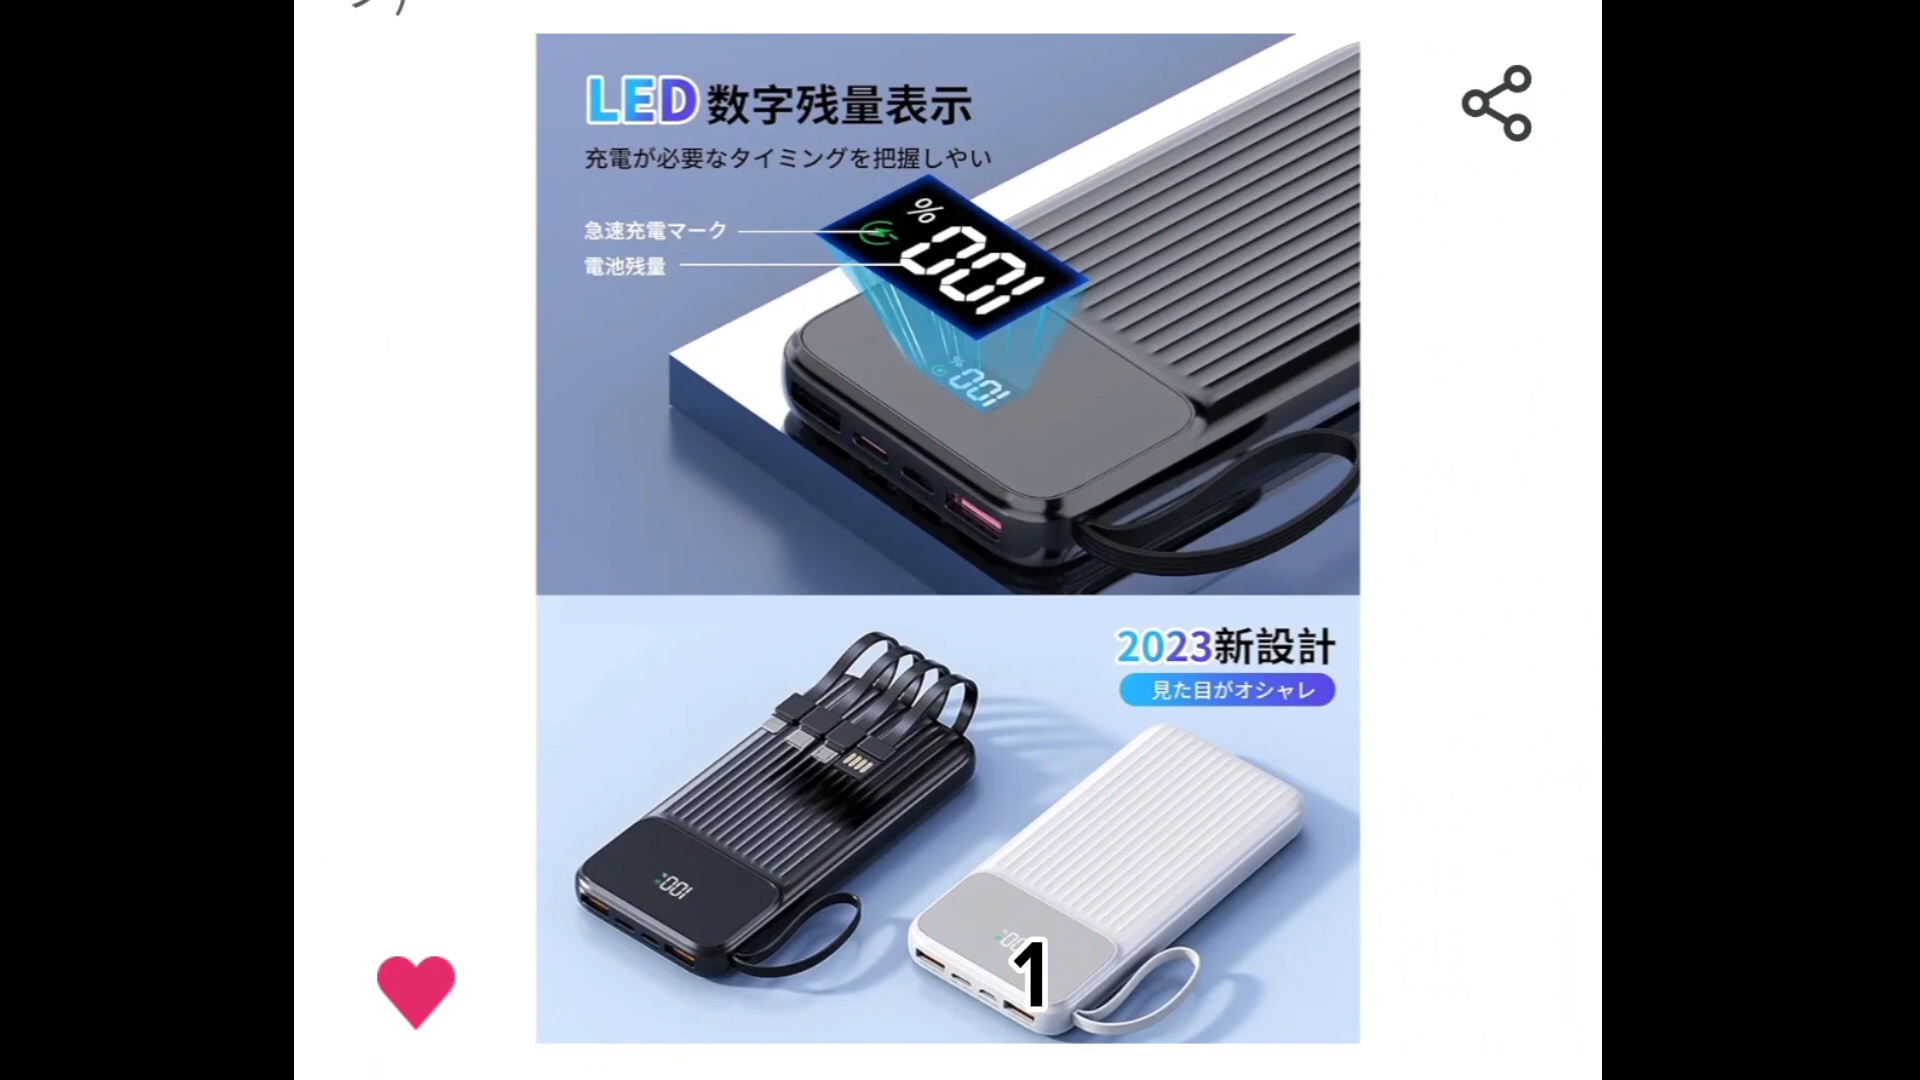 LED数字残量表示
充電が必要なタイミングを把握しやい
急速充電マーク
電池残量
%
100
%
100
2023新設計
見た目がオシャレ
100
1